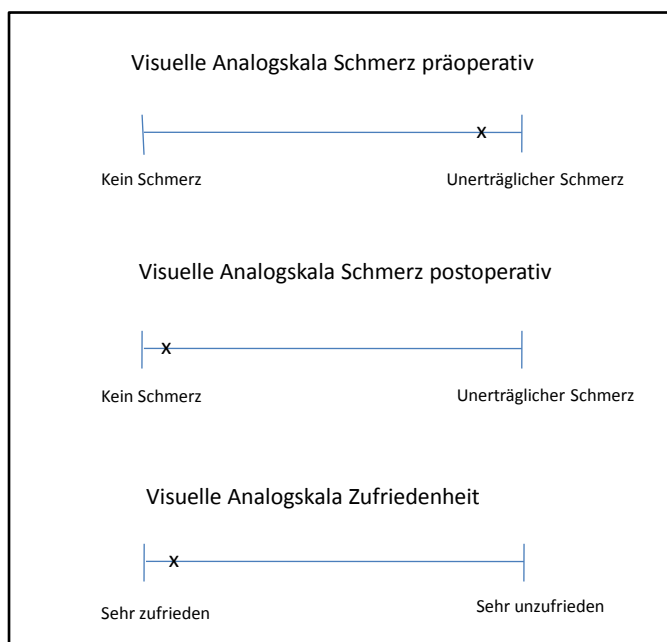 Visuelle Analogskala Schmerz präoperativ
x
Kein Schmerz Unerträglicher Schmerz
Visuelle Analogskala Schmerz postoperativ
x
Kein Schmerz Unerträglicher Schmerz
Visuelle Analogskala Zufriedenheit
x
Sehr zufrieden Sehr unzufrieden